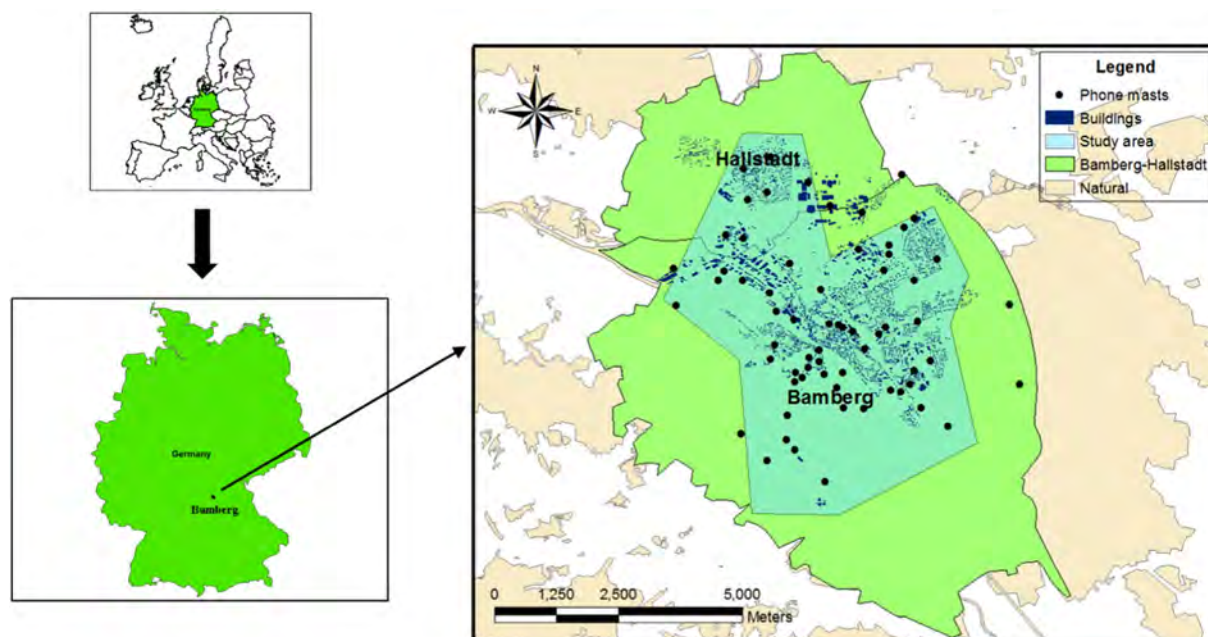 N
W
E
S
Hallstadt
Bamberg
Legend
Phone masts
Buildings
Study area
Bamberg-Hallstadt
Natural
Germany
Bamberg
0 1,250 2,500 5,000
Meters